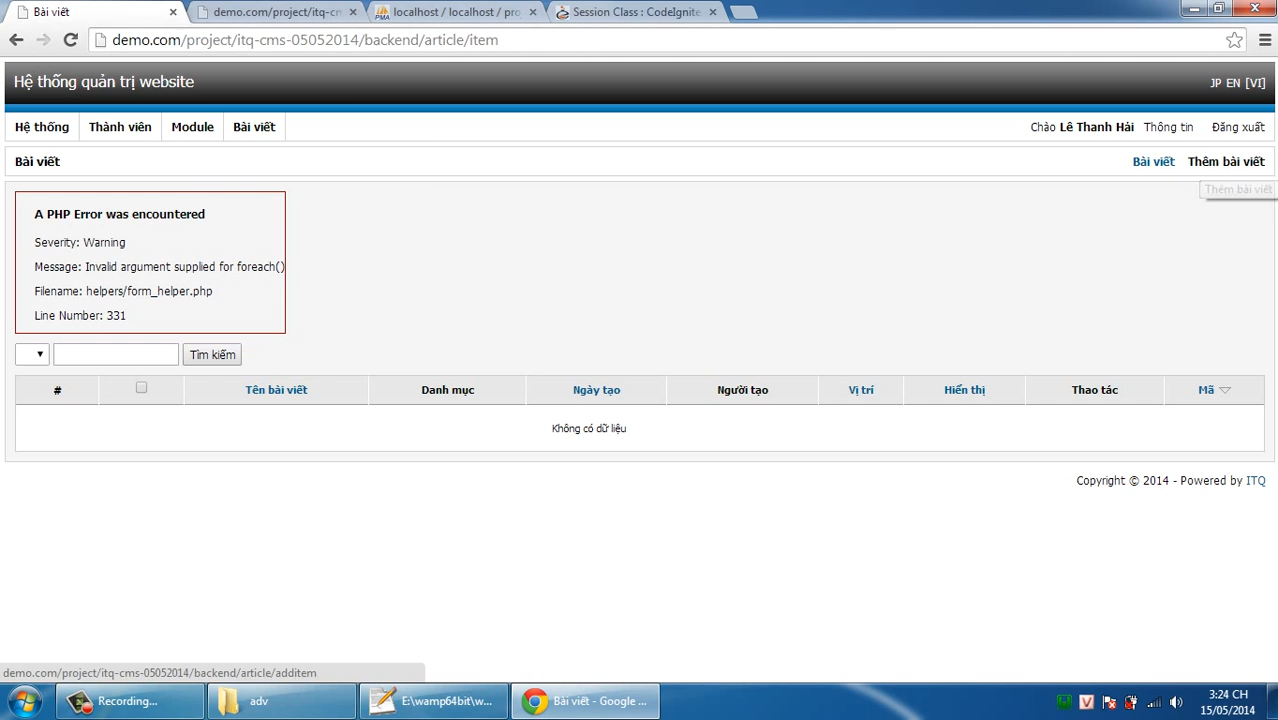 Bài viết
demo.com/project/itq-cm
localhost / localhost / pro
Session Class : CodeIgnite
demo.com/project/itq-cms-05052014/backend/article/item
Hệ thống quản trị website
JP EN [VI]
Hệ thống Thành viên Module Bài viết
Chào Lê Thanh Hải Thông tin Đăng xuất
Bài viết
Bài viết Thêm bài viết
Thêm bài viết
A PHP Error was encountered
Severity: Warning
Message: Invalid argument supplied for foreach()
Filename: helpers/form_helper.php
Line Number: 331
Tìm kiếm
# Tên bài viết Danh mục Ngày tạo Người tạo Vị trí Hiển thị Thao tác Mã
Không có dữ liệu
Copyright © 2014 - Powered by ITQ
demo.com/project/itq-cms-05052014/backend/article/additem
Recording...
adv
E:\wamp64bit\w...
Bài viết - Google ...
3:24 CH
15/05/2014